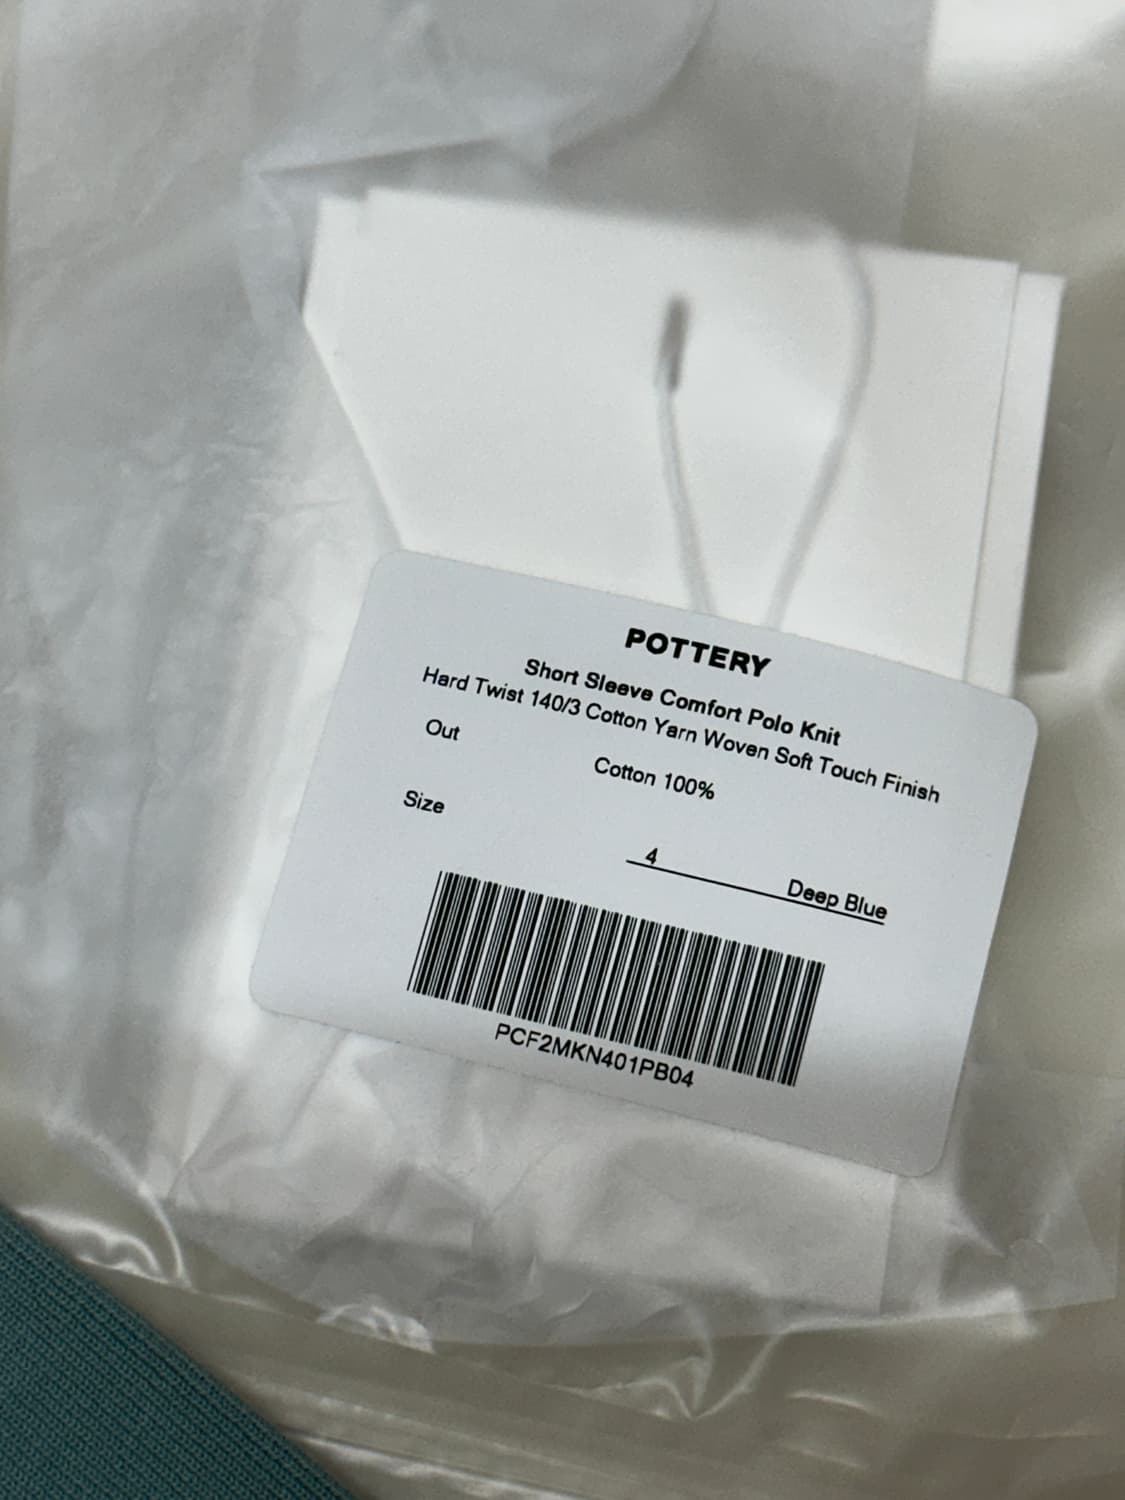 POTTERY
Short Sleeve Comfort Polo Knit
Hard Twist 140/3 Cotton Yarn Woven Soft Touch Finish
Out Cotton 100%
Size 4 Deep Blue
PCF2MKN401PB04